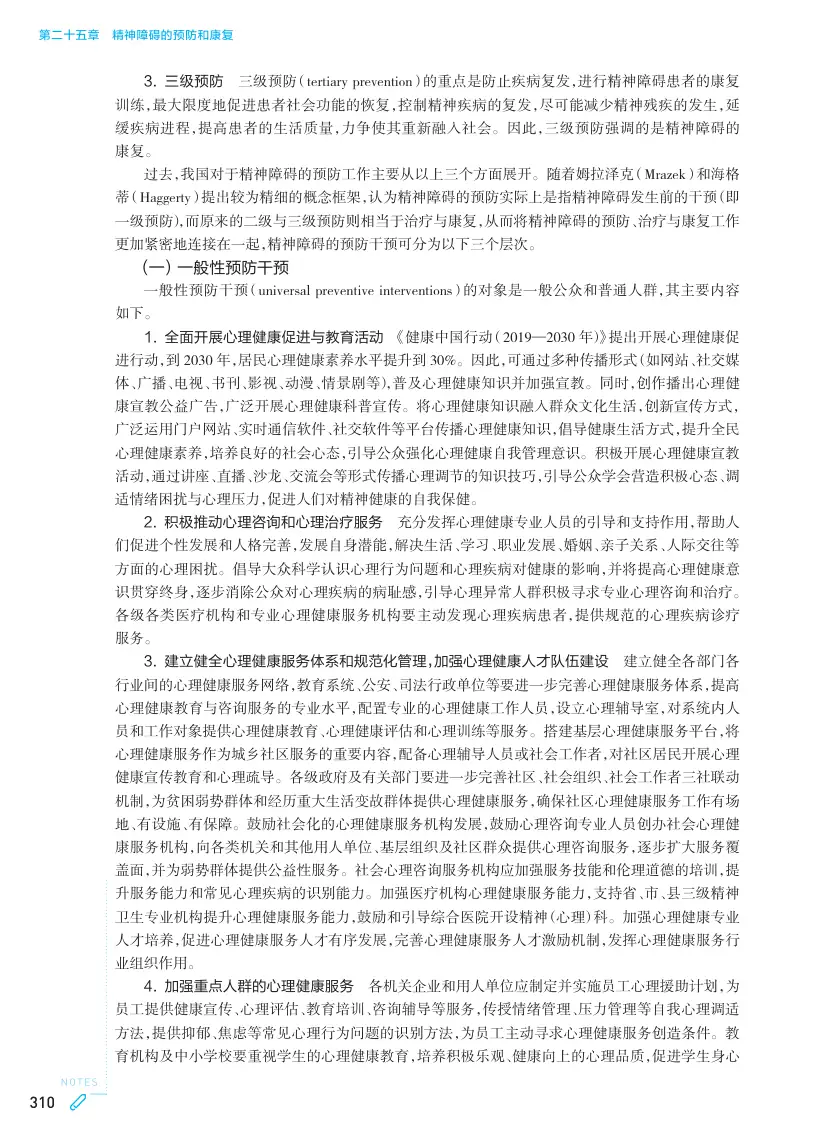 第二十五章 精神障碍的预防和康复
3. 三级预防 三级预防(tertiary prevention)的重点是防止疾病复发,进行精神障碍患者的康复
训练,最大限度地促进患者社会功能的恢复,控制精神疾病的复发,尽可能减少精神残疾的发生,延
缓疾病进程,提高患者的生活质量,力争使其重新融入社会。因此,三级预防强调的是精神障碍的
康复。
过去,我国对于精神障碍的预防工作主要从以上三个方面展开。随着姆拉泽克(Mrazek)和海格
蒂(Haggerty)提出较为精细的概念框架,认为精神障碍的预防实际上是指精神障碍发生前的干预(即
一级预防),而原来的二级与三级预防则相当于治疗与康复,从而将精神障碍的预防、治疗与康复工作
更加紧密地连接在一起,精神障碍的预防干预可分为以下三个层次。
(一)一般性预防干预
一般性预防干预(universal preventive interventions)的对象是一般公众和普通人群,其主要内容
如下。
1. 全面开展心理健康促进与教育活动 《健康中国行动(2019—2030年)》提出开展心理健康促
进行动,到2030年,居民心理健康素养水平提升到30%。因此,可通过多种传播形式(如网站、社交媒
体、广播、电视、书刊、影视、动漫、情景剧等),普及心理健康知识并加强宣教。同时,创作播出心理健
康宣教公益广告,广泛开展心理健康科普宣传。将心理健康知识融入群众文化生活,创新宣传方式,
广泛运用门户网站、实时通信软件、社交软件等平台传播心理健康知识,倡导健康生活方式,提升全民
心理健康素养,培养良好的社会心态,引导公众强化心理健康自我管理意识。积极开展心理健康宣教
活动,通过讲座、直播、沙龙、交流会等形式传播心理调节的知识技巧,引导公众学会营造积极心态、调
适情绪困扰与心理压力,促进人们对精神健康的自我保健。
2. 积极推动心理咨询和心理治疗服务 充分发挥心理健康专业人员的引导和支持作用,帮助人
们促进个性发展和人格完善,发展自身潜能,解决生活、学习、职业发展、婚姻、亲子关系、人际交往等
方面的心理困扰。倡导大众科学认识心理行为问题和心理疾病对健康的影响,并将提高心理健康意
识贯穿终身,逐步消除公众对心理疾病的病耻感,引导心理异常人群积极寻求专业心理咨询和治疗。
各级各类医疗机构和专业心理健康服务机构要主动发现心理疾病患者,提供规范的心理疾病诊疗
服务。
3. 建立健全心理健康服务体系和规范化管理,加强心理健康人才队伍建设 建立健全各部门各
行业间的心理健康服务网络,教育系统、公安、司法行政单位等要进一步完善心理健康服务体系,提高
心理健康教育与咨询服务的专业水平,配置专业的心理健康工作人员,设立心理辅导室,对系统内人
员和工作对象提供心理健康教育、心理健康评估和心理训练等服务。搭建基层心理健康服务平台,将
心理健康服务作为城乡社区服务的重要内容,配备心理辅导人员或社会工作者,对社区居民开展心理
健康宣传教育和心理疏导。各级政府及有关部门要进一步完善社区、社会组织、社会工作者三社联动
机制,为贫困弱势群体和经历重大生活变故群体提供心理健康服务,确保社区心理健康服务工作有场
地、有设施、有保障。鼓励社会化的心理健康服务机构发展,鼓励心理咨询专业人员创办社会心理健
康服务机构,向各类机关和其他用人单位、基层组织及社区群众提供心理咨询服务,逐步扩大服务覆
盖面,并为弱势群体提供公益性服务。社会心理咨询服务机构应加强服务技能和伦理道德的培训,提
升服务能力和常见心理疾病的识别能力。加强医疗机构心理健康服务能力,支持省、市、县三级精神
卫生专业机构提升心理健康服务能力,鼓励和引导综合医院开设精神(心理)科。加强心理健康专业
人才培养,促进心理健康服务人才有序发展,完善心理健康服务人才激励机制,发挥心理健康服务行
业组织作用。
4. 加强重点人群的心理健康服务 各机关企业和用人单位应制定并实施员工心理援助计划,为
员工提供健康宣传、心理评估、教育培训、咨询辅导等服务,传授情绪管理、压力管理等自我心理调适
方法,提供抑郁、焦虑等常见心理行为问题的识别方法,为员工主动寻求心理健康服务创造条件。教
育机构及中小学校要重视学生的心理健康教育,培养积极乐观、健康向上的心理品质,促进学生身心
NOTES
310